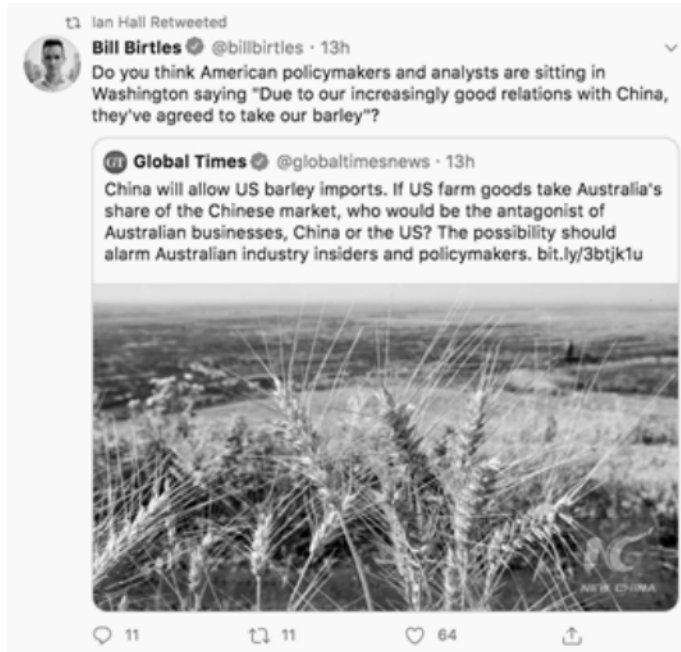 Ian Hall Retweeted
Bill Birtles @billbirtles · 13h
Do you think American policymakers and analysts are sitting in
Washington saying "Due to our increasingly good relations with China,
they've agreed to take our barley"?
GT Global Times @globaltimesnews · 13h
China will allow US barley imports. If US farm goods take Australia's
share of the Chinese market, who would be the antagonist of
Australian businesses, China or the US? The possibility should
alarm Australian industry insiders and policymakers. bit.ly/3btjk1u
NEW CHINA
11 11 64